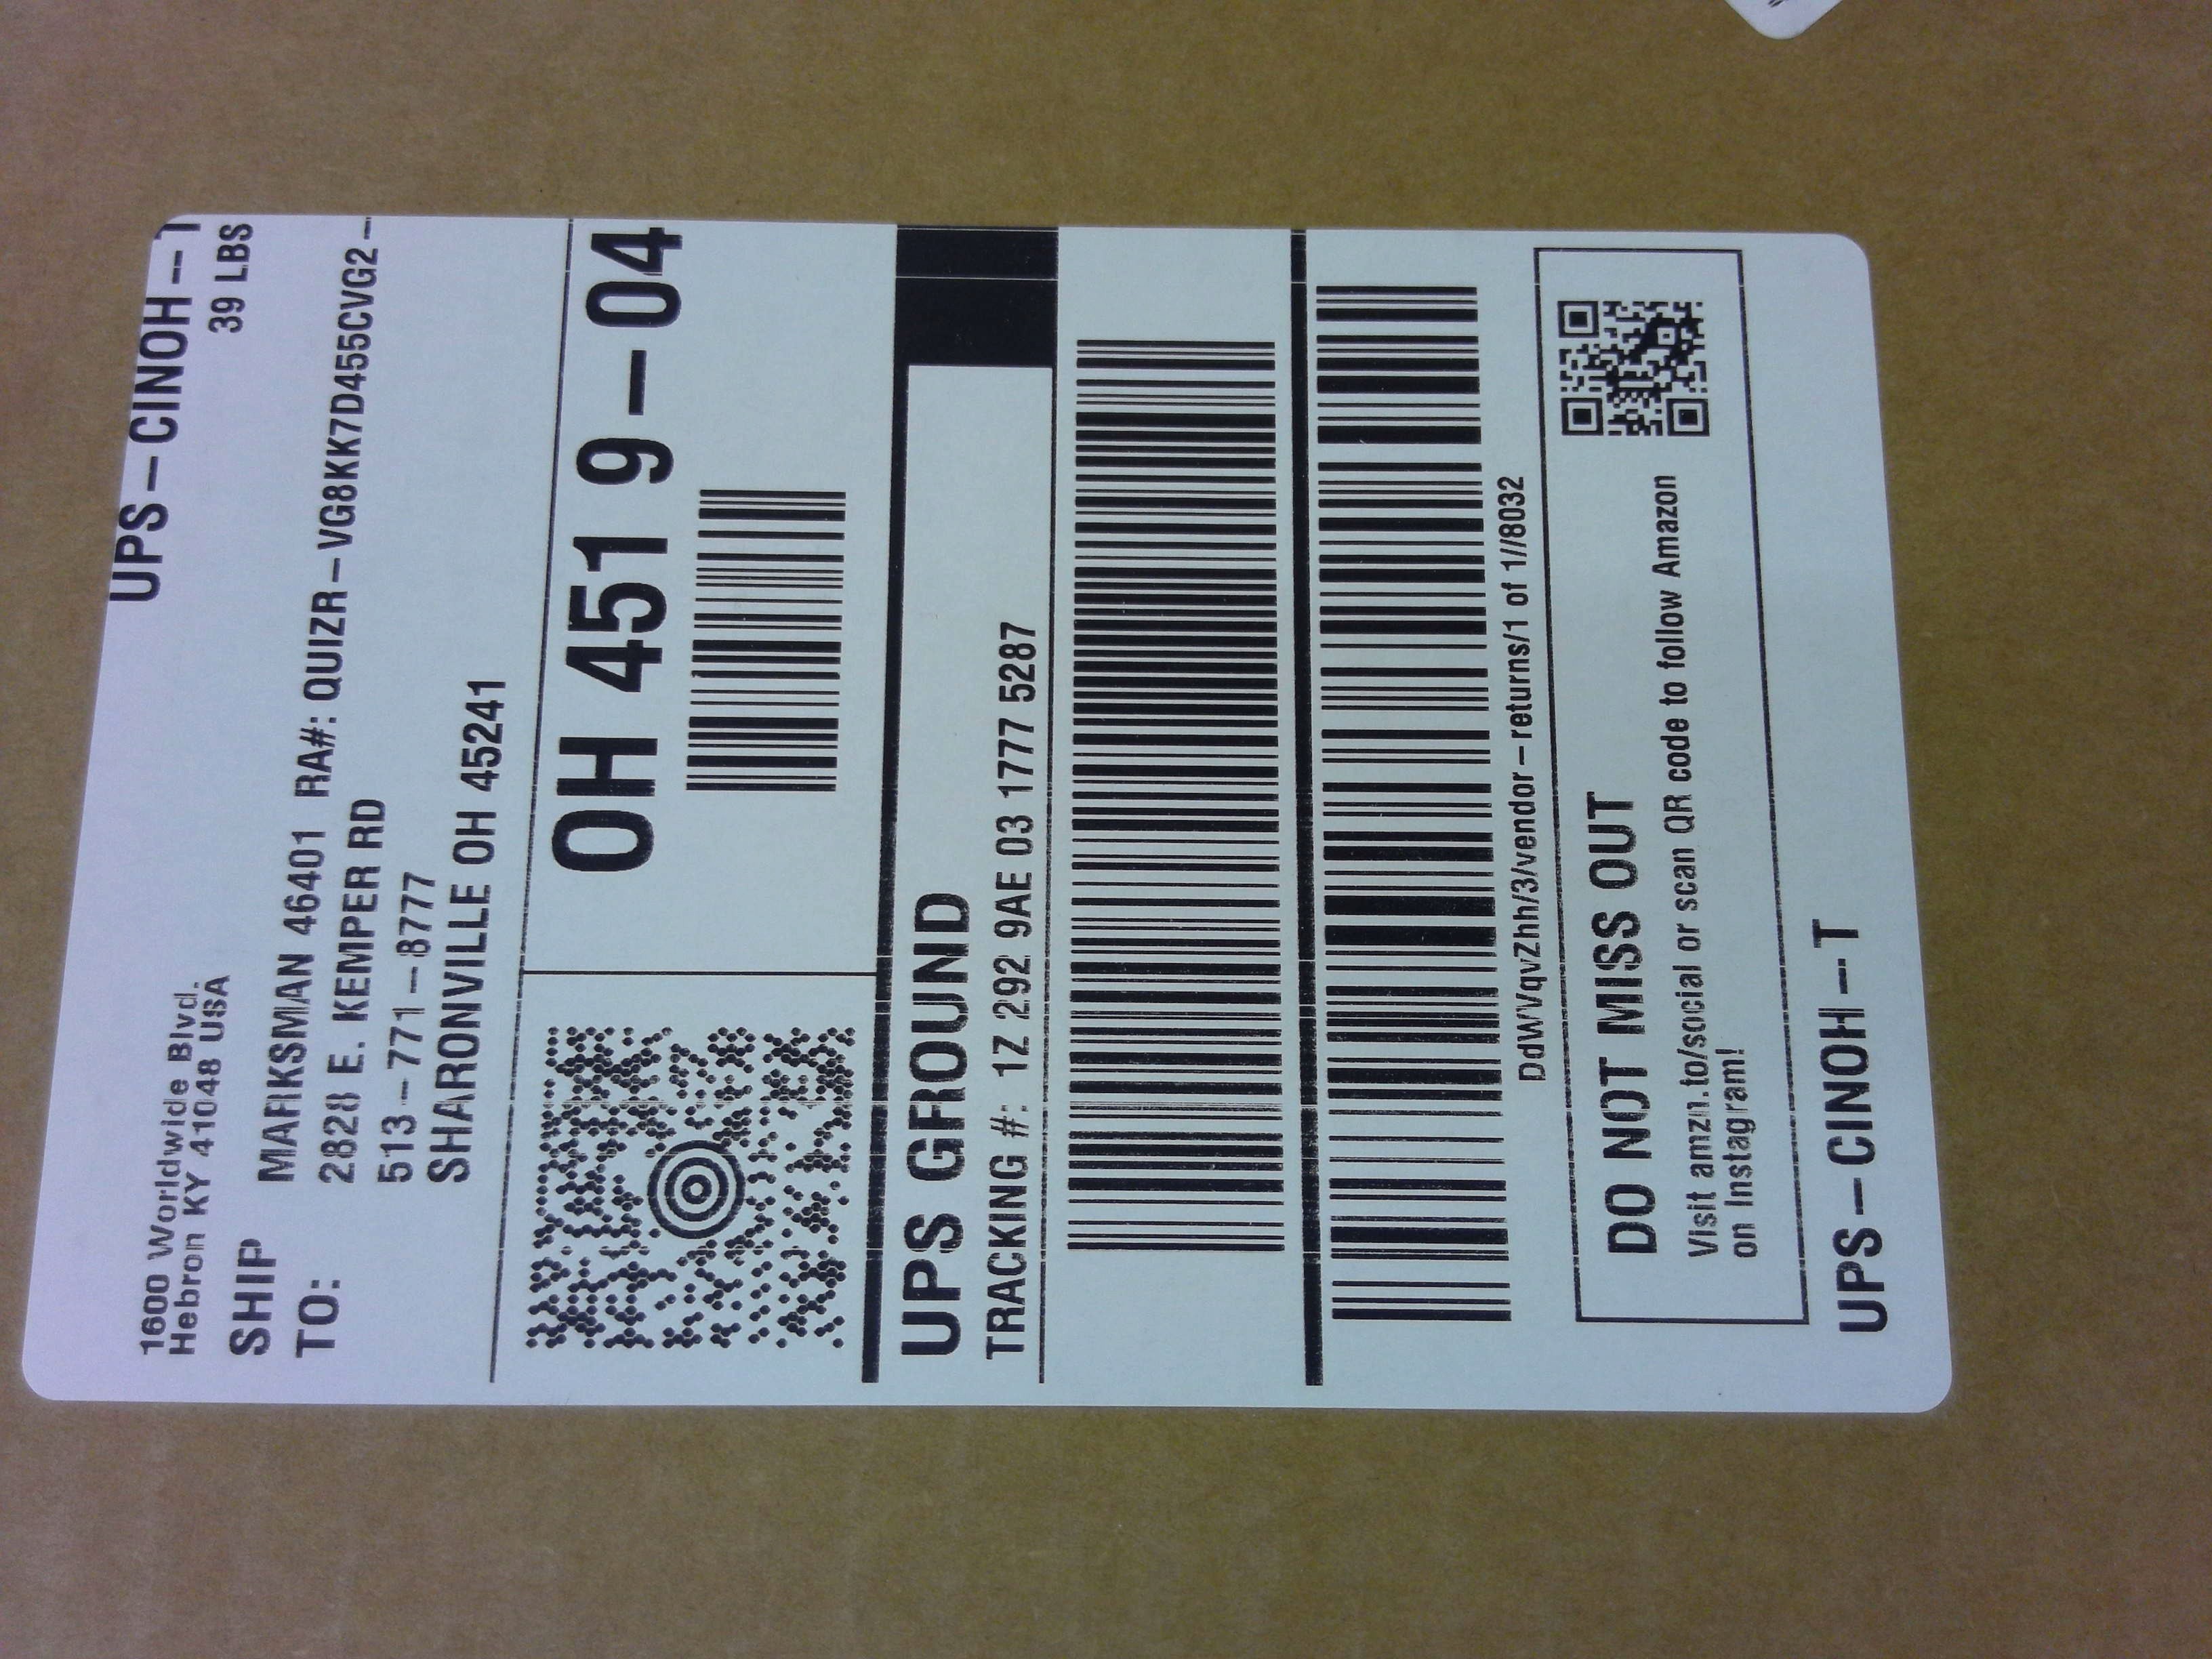 UPS-CINOH-T
1600 Worldwide Blvd.
Hebron KY 41048 USA
39 LBS
SHIP
TO:
MARKSMAN 46401 RA#: QUIZR-VG8KK7D455CVG2-
2828 E. KEMPER RD
513-771-8777
SHARONVILLE OH 45241
OH 451 9-04
UPS GROUND
TRACKING #: 1Z 292 9AE 03 1777 5287
DdWVqvZhh/3/vendor-returns/1 of 1//8032
DO NOT MISS OUT
Visit amzn.to/social or scan QR code to follow Amazon
on Instagram!
UPS-CINOH-T